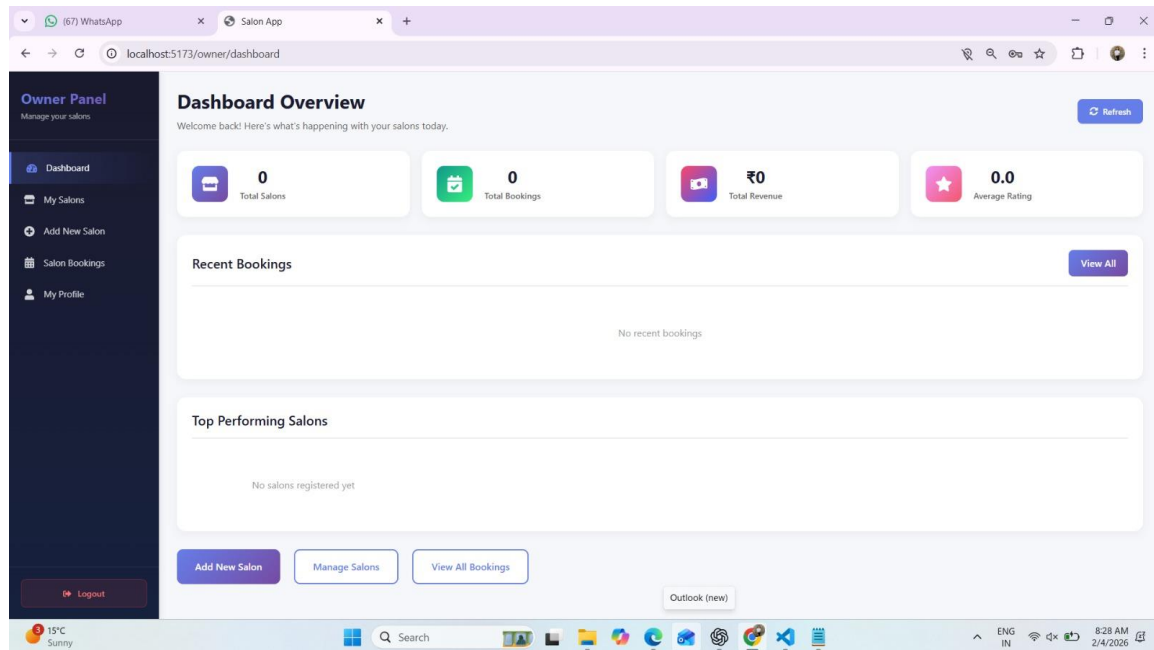 (67) WhatsApp
Salon App
localhost:5173/owner/dashboard
Owner Panel
Manage your salons
Dashboard
My Salons
Add New Salon
Salon Bookings
My Profile
Logout
Dashboard Overview
Welcome back! Here's what's happening with your salons today.
Refresh
0
Total Salons
0
Total Bookings
₹0
Total Revenue
0.0
Average Rating
Recent Bookings
View All
No recent bookings
Top Performing Salons
No salons registered yet
Add New Salon
Manage Salons
View All Bookings
Outlook (new)
3
15°C
Sunny
Search
ENG
IN
8:28 AM
2/4/2026